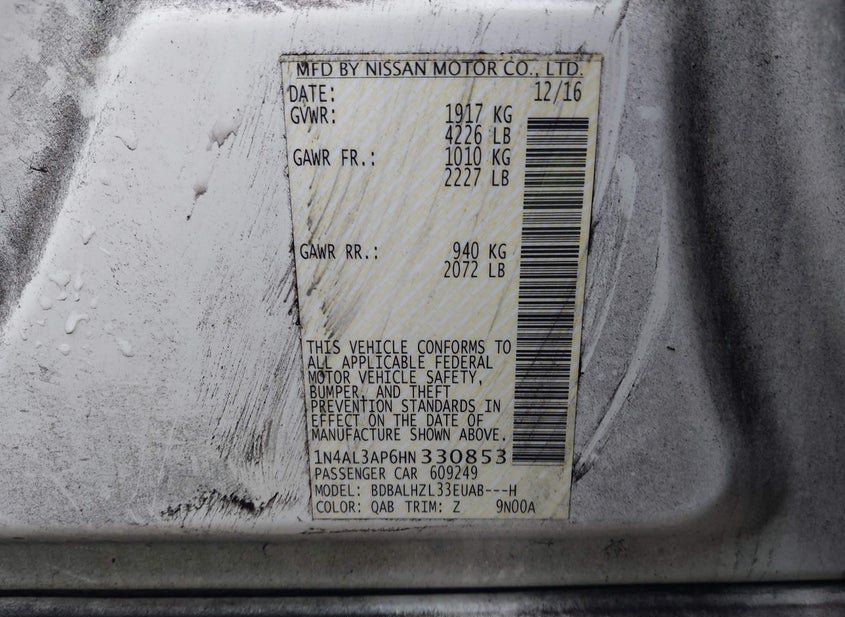 MFD BY NISSAN MOTOR CO., LTD.
DATE: 12/16
GVWR: 1917 KG
4226 LB
GAWR FR.: 1010 KG
2227 LB
GAWR RR.: 940 KG
2072 LB
THIS VEHICLE CONFORMS TO
ALL APPLICABLE FEDERAL
MOTOR VEHICLE SAFETY,
BUMPER, AND THEFT
PREVENTION STANDARDS IN
EFFECT ON THE DATE OF
MANUFACTURE SHOWN ABOVE.
1N4AL3AP6HN 330853
PASSENGER CAR 609249
MODEL: BDBALHZL33EUAB---H
COLOR: QAB TRIM: Z 9N00A